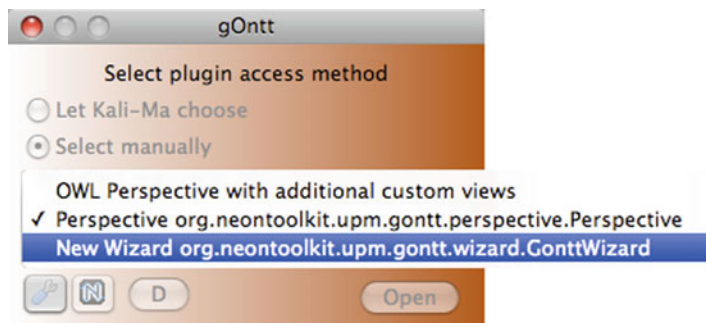 gOntt
Select plugin access method
Let Kali-Ma choose
Select manually
OWL Perspective with additional custom views
✓ Perspective org.neontoolkit.upm.gontt.perspective.Perspective
New Wizard org.neontoolkit.upm.gontt.wizard.GonttWizard
N D Open